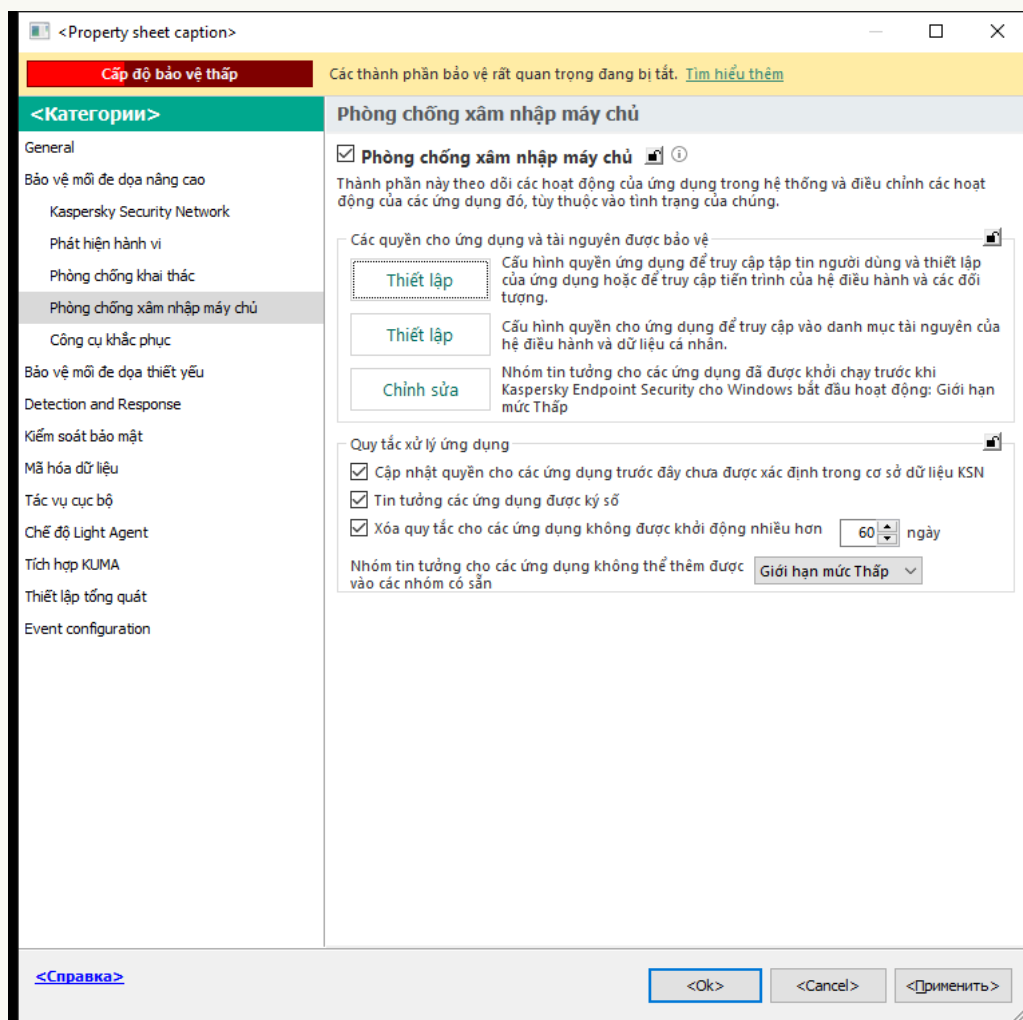 <Property sheet caption>
Cấp độ bảo vệ thấp
Các thành phần bảo vệ rất quan trọng đang bị tắt. Tìm hiểu thêm
<Категории>
General
Bảo vệ mối đe dọa nâng cao
Kaspersky Security Network
Phát hiện hành vi
Phòng chống khai thác
Phòng chống xâm nhập máy chủ
Công cụ khắc phục
Bảo vệ mối đe dọa thiết yếu
Detection and Response
Kiểm soát bảo mật
Mã hóa dữ liệu
Tác vụ cục bộ
Chế độ Light Agent
Tích hợp KUMA
Thiết lập tổng quát
Event configuration
Phòng chống xâm nhập máy chủ
Phòng chống xâm nhập máy chủ
Thành phần này theo dõi các hoạt động của ứng dụng trong hệ thống và điều chỉnh các hoạt
động của các ứng dụng đó, tùy thuộc vào tình trạng của chúng.
Các quyền cho ứng dụng và tài nguyên được bảo vệ
Thiết lập
Cấu hình quyền ứng dụng để truy cập tập tin người dùng và thiết lập
của ứng dụng hoặc để truy cập tiến trình của hệ điều hành và các đối
tượng.
Thiết lập
Cấu hình quyền cho ứng dụng để truy cập vào danh mục tài nguyên của
hệ điều hành và dữ liệu cá nhân.
Chỉnh sửa
Nhóm tin tưởng cho các ứng dụng đã được khởi chạy trước khi
Kaspersky Endpoint Security cho Windows bắt đầu hoạt động: Giới hạn
mức Thấp
Quy tắc xử lý ứng dụng
Cập nhật quyền cho các ứng dụng trước đây chưa được xác định trong cơ sở dữ liệu KSN
Tin tưởng các ứng dụng được ký số
Xóa quy tắc cho các ứng dụng không được khởi động nhiều hơn 60 ngày
Nhóm tin tưởng cho các ứng dụng không thể thêm được
vào các nhóm có sẵn
Giới hạn mức Thấp
<Справка>
<Ok>
<Cancel>
<Применить>